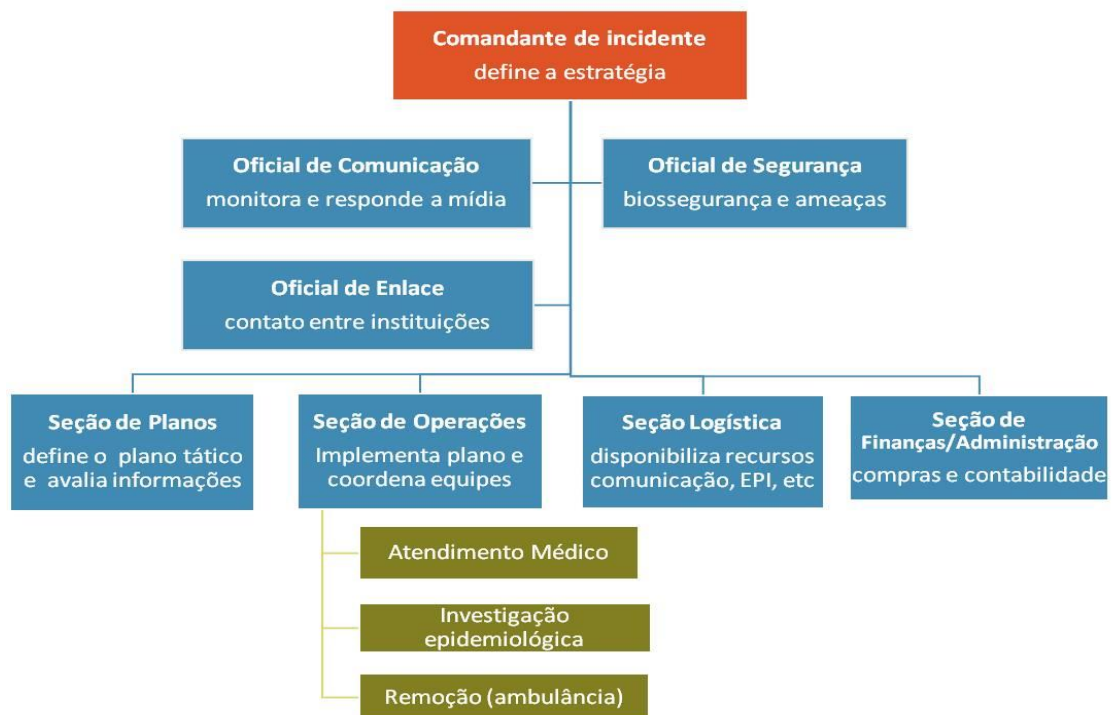 Comandante de incidente
define a estratégia
Oficial de Comunicação
monitora e responde a mídia
Oficial de Segurança
biossegurança e ameaças
Oficial de Enlace
contato entre instituições
Seção de Planos
define o plano tático
e avalia informações
Seção de Operações
Implementa plano e
coordena equipes
Seção Logística
disponibiliza recursos
comunicação, EPI, etc
Seção de
Finanças/Administração
compras e contabilidade
Atendimento Médico
Investigação
epidemiológica
Remoção (ambulância)